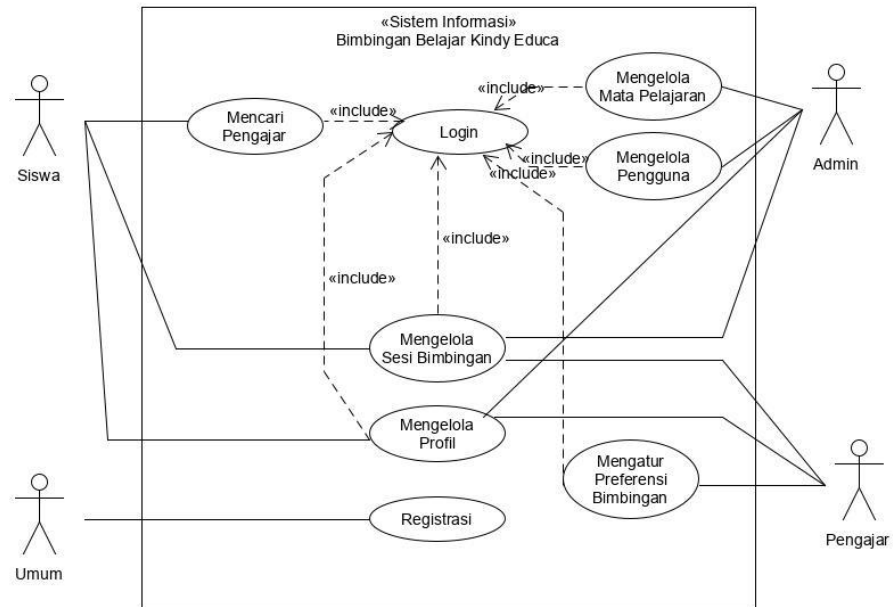 «Sistem Informasi»
Bimbingan Belajar Kindy Educa
Siswa
Mencari
Pengajar
«include»
Login
«include»
Mengelola
Mata Pelajaran
Admin
«include»
«include»
Mengelola
Pengguna
«include»
«include»
Mengelola
Sesi Bimbingan
Mengelola
Profil
Mengatur
Preferensi
Bimbingan
Umum
Registrasi
Pengajar